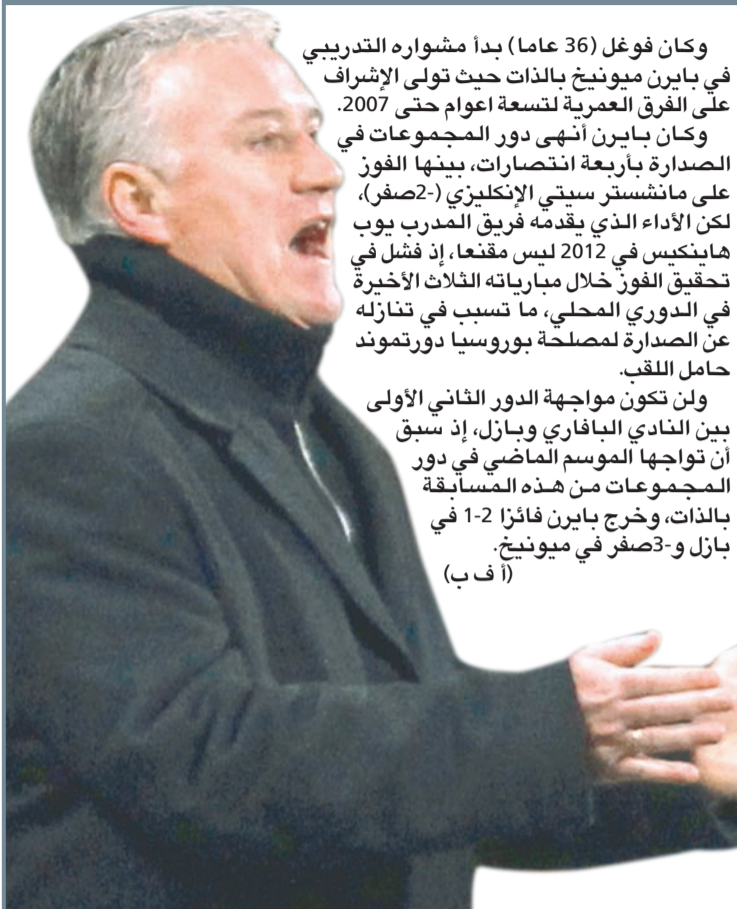 وكان فوغل (36 عاما) بدأ مشواره التدريبي
في بايرن ميونيخ بالذات حيث تولى الإشراف
على الفرق العمرية لتسعة اعوام حتى 2007.
وكان بايرن أنهى دور المجموعات في
الصدارة بأربعة انتصارات، بينها الفوز
على مانشستر سيتي الإنكليزي (-2صفر)،
لكن الأداء الذي يقدمه فريق المدرب يوب
هاينكيس في 2012 ليس مقنعا، إذ فشل في
تحقيق الفوز خلال مبارياته الثلاث الأخيرة
في الدوري المحلي، ما تسبب في تنازله
عن الصدارة لمصلحة بوروسيا دورتموند
حامل اللقب.
ولن تكون مواجهة الدور الثاني الأولى
بين النادي البافاري وبازل، إذ سبق
أن تواجها الموسم الماضي في دور
المجموعات من هذه المسابقة
بالذات، وخرج بايرن فائزا 2-1 في
بازل و-3صفر في ميونيخ.
(أ ف ب)